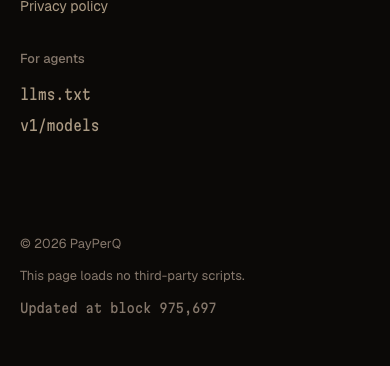 Privacy policy
For agents
llms.txt
v1/models
© 2026 PayPerQ
This page loads no third-party scripts.
Updated at block 975,697